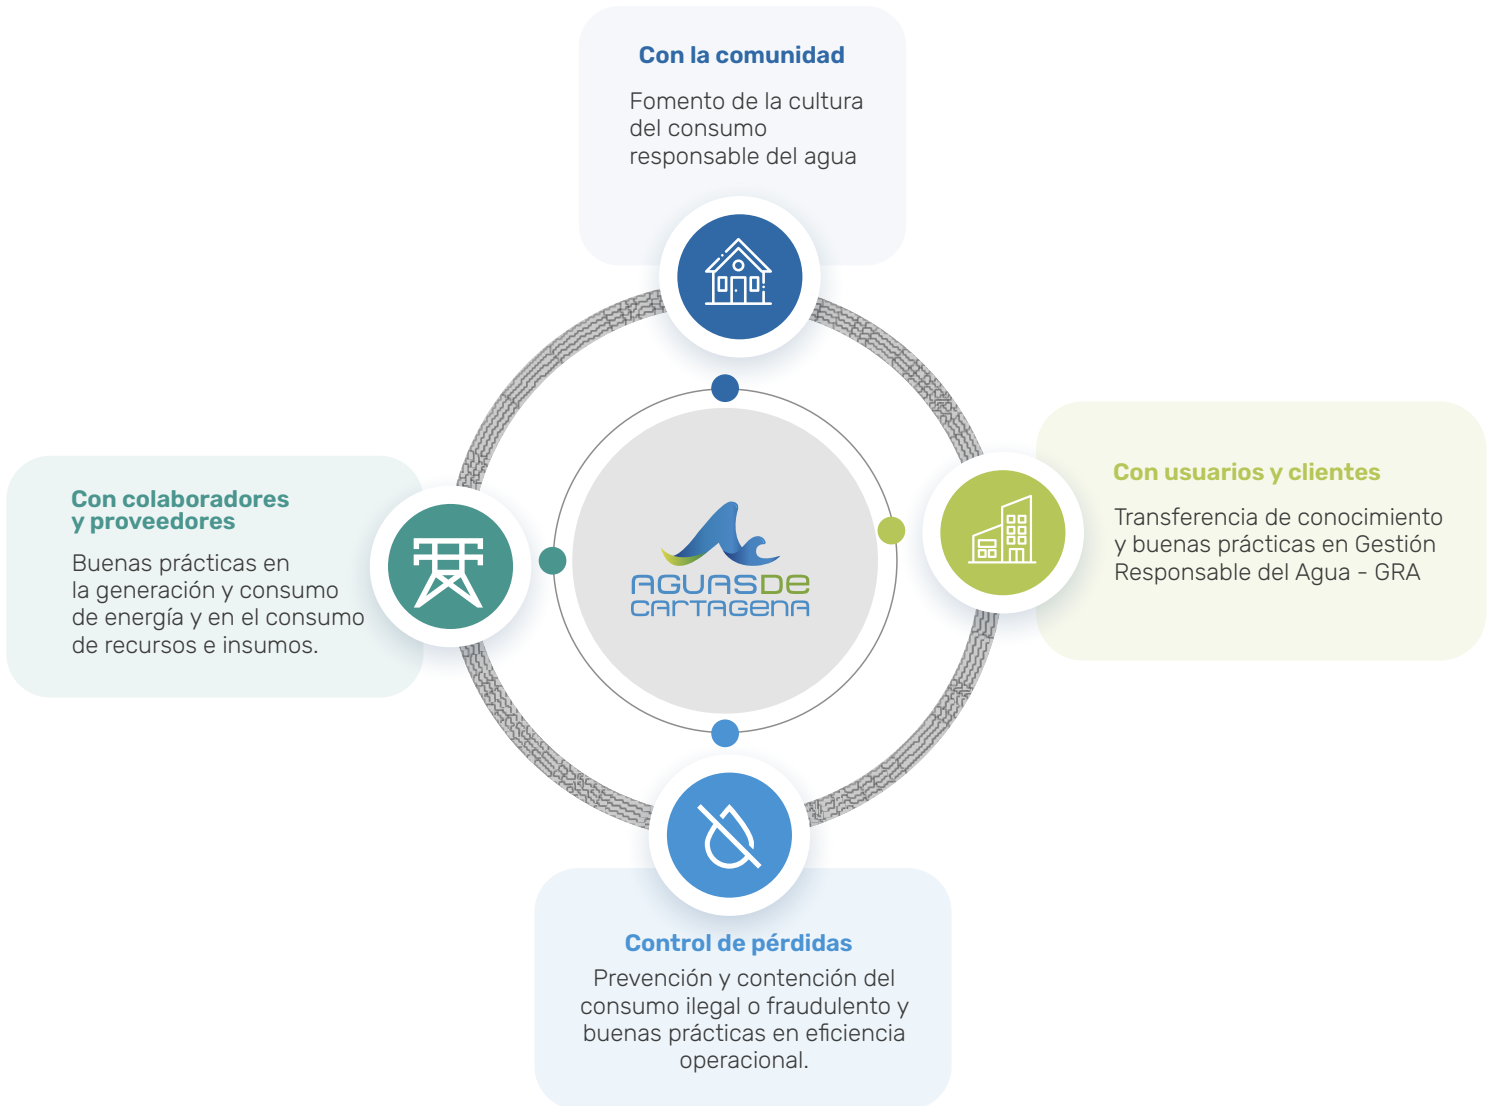 Con la comunidad
Fomento de la cultura
del consumo
responsable del agua
Con usuarios y clientes
Transferencia de conocimiento
y buenas prácticas en Gestión
Responsable del Agua - GRA
Con colaboradores
y proveedores
Buenas prácticas en
la generación y consumo
de energía y en el consumo
de recursos e insumos.
AGUASDE
CARTAGENA
Control de pérdidas
Prevención y contención del
consumo ilegal o fraudulento y
buenas prácticas en eficiencia
operacional.